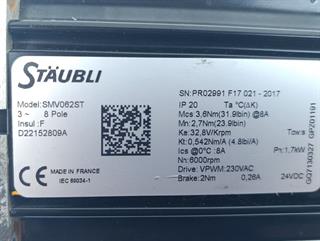 STÄUBLI
Model:SMV062ST
3 ~ 8 Pole
Insul :F
D22152809A
MADE IN FRANCE
IEC 60034-1
SN:PR02991 F17 021 - 2017
IP 20 Ta °C(ΔK)
Mcs 3,6Nm(31.9lbin) @8A
Mn:2,7Nm(23.9lbin)
Ke:32,8V/Krpm Tow:s
Kt:0,542Nm/A (4.8lbi/A)
Ics @0°C :8A Pn:1,7kW
Nn:6000rpm
Drive: VPWM:230VAC
Brake:2Nm 0,26A 24VDC
GPZ01191